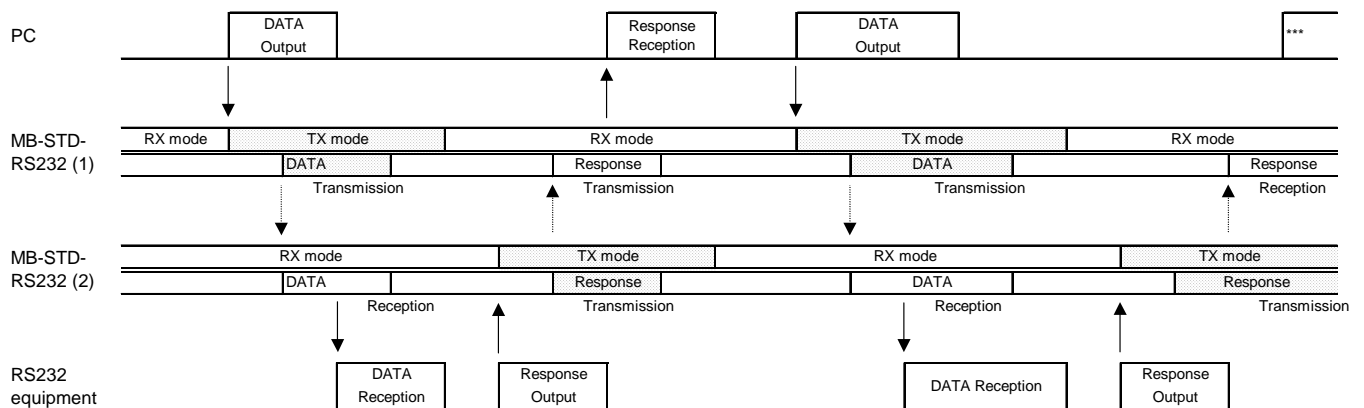 PC
DATA
Output
Response
Reception
DATA
Output
***
MB-STD-
RS232 (1)
RX mode
TX mode
RX mode
TX mode
RX mode
DATA
Response
DATA
Response
Transmission
Transmission
Transmission
Reception
MB-STD-
RS232 (2)
RX mode
TX mode
RX mode
TX mode
DATA
Response
DATA
Response
Reception
Transmission
Reception
Transmission
RS232
equipment
DATA
Reception
Response
Output
DATA Reception
Response
Output